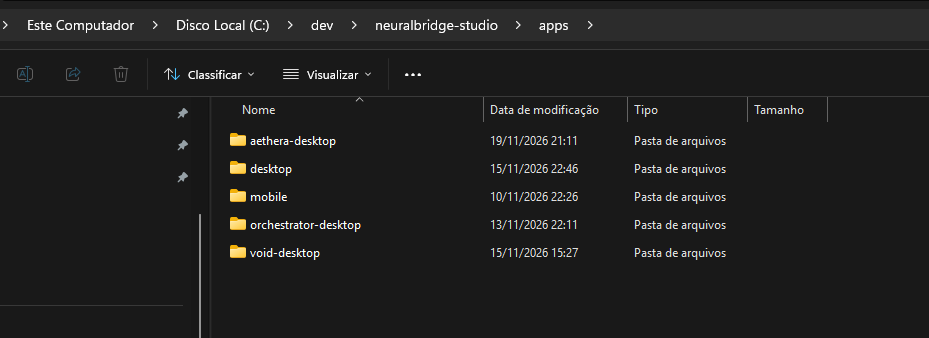 Este Computador > Disco Local (C:) > dev > neuralbridge-studio > apps >
Classificar Visualizar
Nome Data de modificação Tipo Tamanho
aethera-desktop 19/11/2026 21:11 Pasta de arquivos
desktop 15/11/2026 22:46 Pasta de arquivos
mobile 10/11/2026 22:26 Pasta de arquivos
orchestrator-desktop 13/11/2026 22:11 Pasta de arquivos
void-desktop 15/11/2026 15:27 Pasta de arquivos